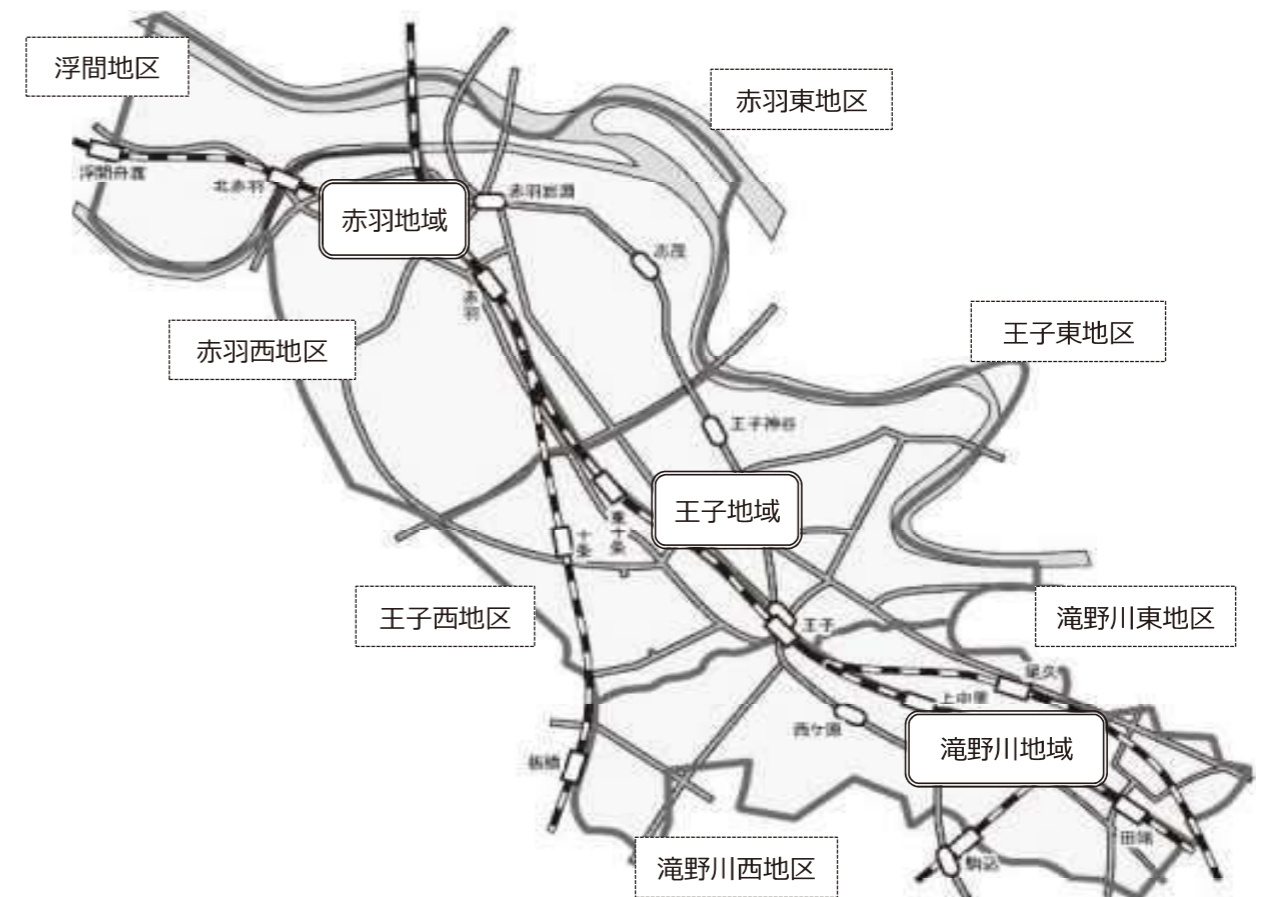 浮間地区
赤羽東地区
浮間舟渡
北赤羽
赤羽岩淵
赤羽地域
志茂
赤羽
赤羽西地区
王子東地区
王子神谷
王子地域
東十条
十条
王子西地区
滝野川東地区
王子
尾久
上中里
西ケ原
滝野川地域
板橋
田端
駒込
滝野川西地区